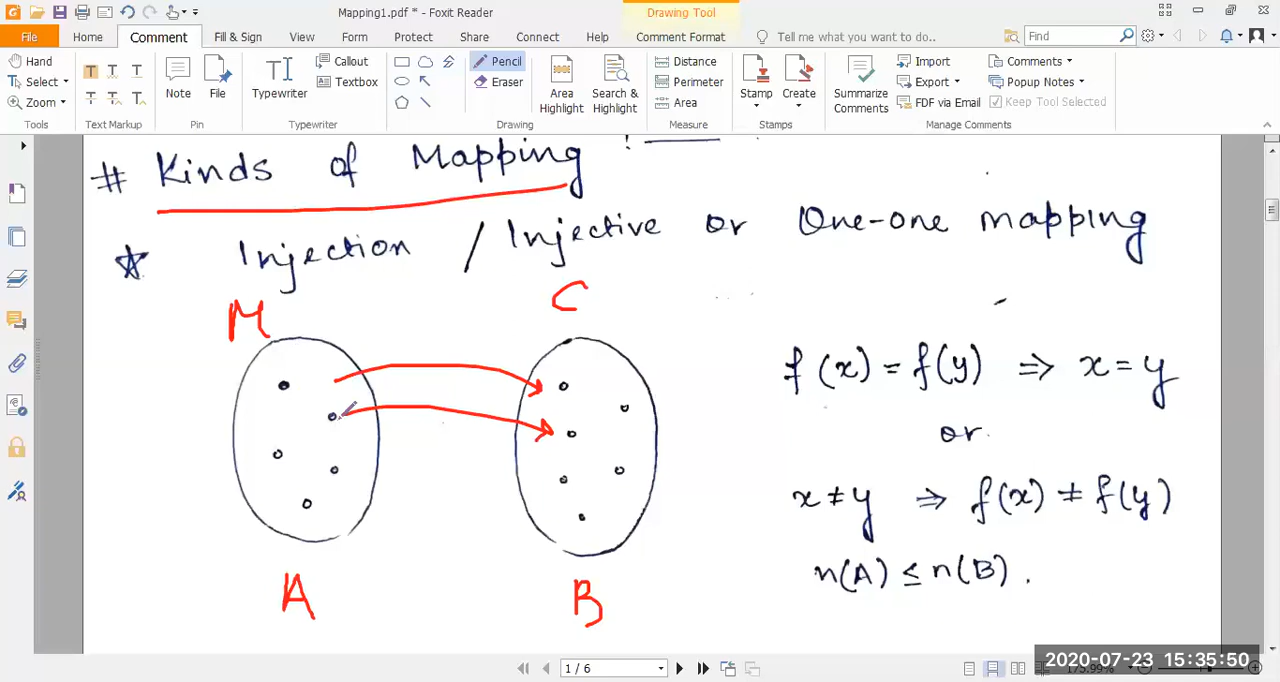 Mapping1.pdf * - Foxit Reader
Drawing Tool
File Home Comment Fill & Sign View Form Protect Share Connect Help Comment Format Tell me what you want to do.. Find
Hand
Select
Zoom
Tools
T T T
T T T
Text Markup
Note
File
Pin
Typewriter
Callout
Textbox
Typewriter
Pencil
Eraser
Area Highlight
Search & Highlight
Drawing
Distance
Perimeter
Area
Measure
Stamp
Create
Stamps
Summarize Comments
Import
Export
FDF via Email
Comments
Popup Notes
Keep Tool Selected
Manage Comments
# Kinds of Mapping
Injection / Injective or One-one mapping
M C
f(x) = f(y) ⇒ x = y
or
x ≠ y ⇒ f(x) ≠ f(y)
n(A) ≤ n(B).
A B
1 / 6
2020-07-23 15:35:50